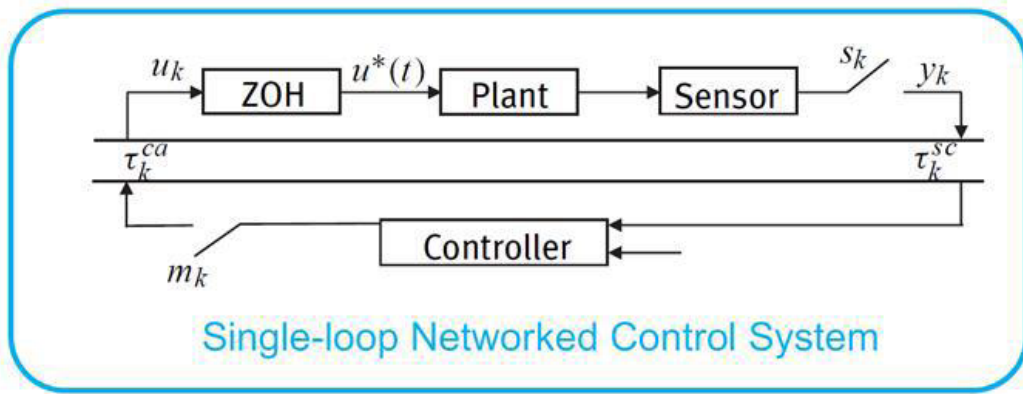 u_k ZOH u*(t) Plant Sensor s_k y_k
τ_k^{ca} τ_k^{sc}
m_k Controller
Single-loop Networked Control System